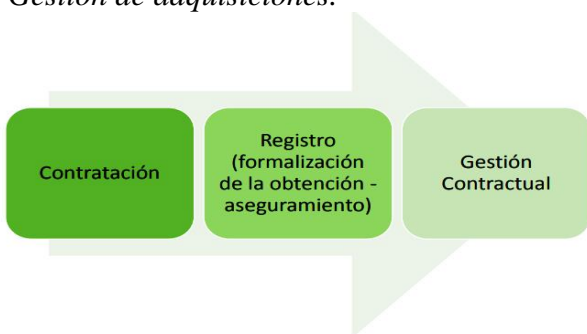 Gestión de adquisiciones.
Contratación
Registro
(formalización
de la obtención -
aseguramiento)
Gestión
Contractual